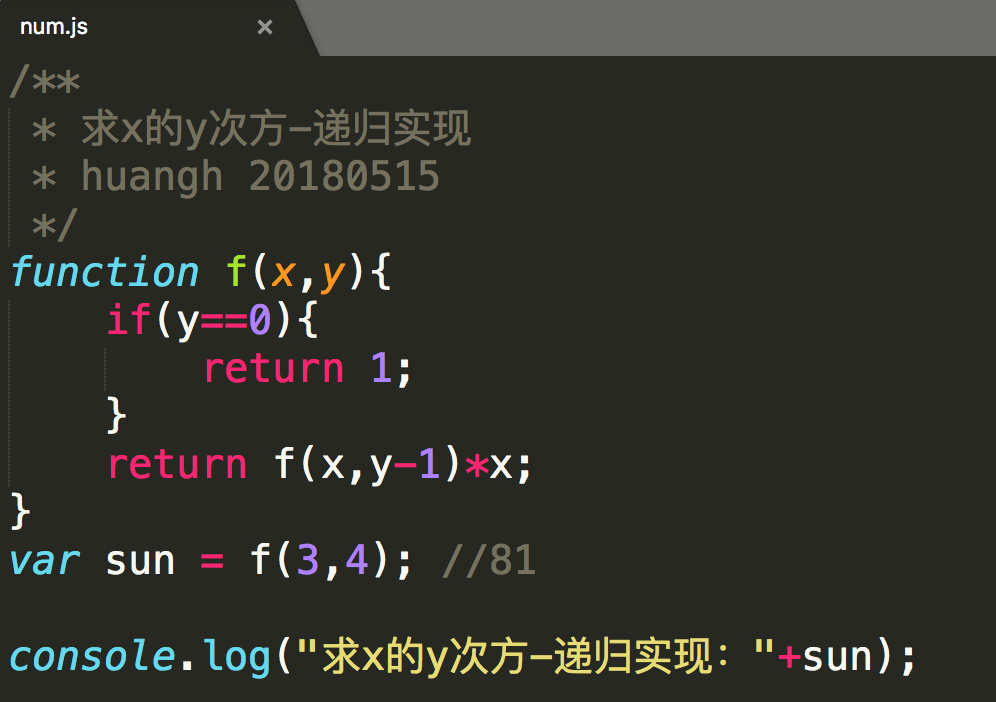 num.js ×
/**
 * 求x的y次方-递归实现
 * huangh 20180515
 */
function f(x,y){
    if(y==0){
        return 1;
    }
    return f(x,y-1)*x;
}
var sun = f(3,4); //81
console.log("求x的y次方-递归实现："+sun);